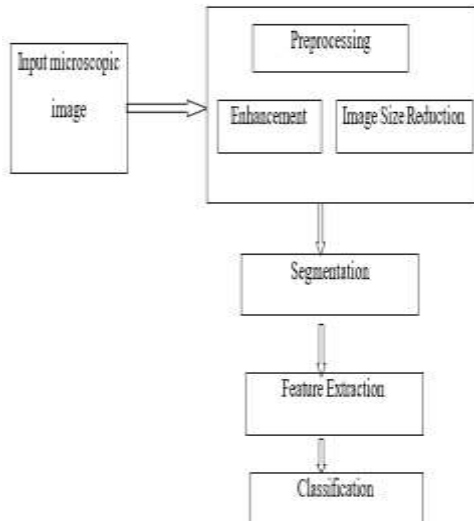 Input microscopic
image
Preprocessing
Enhancement
Image Size Reduction
Segmentation
Feature Extraction
Classification